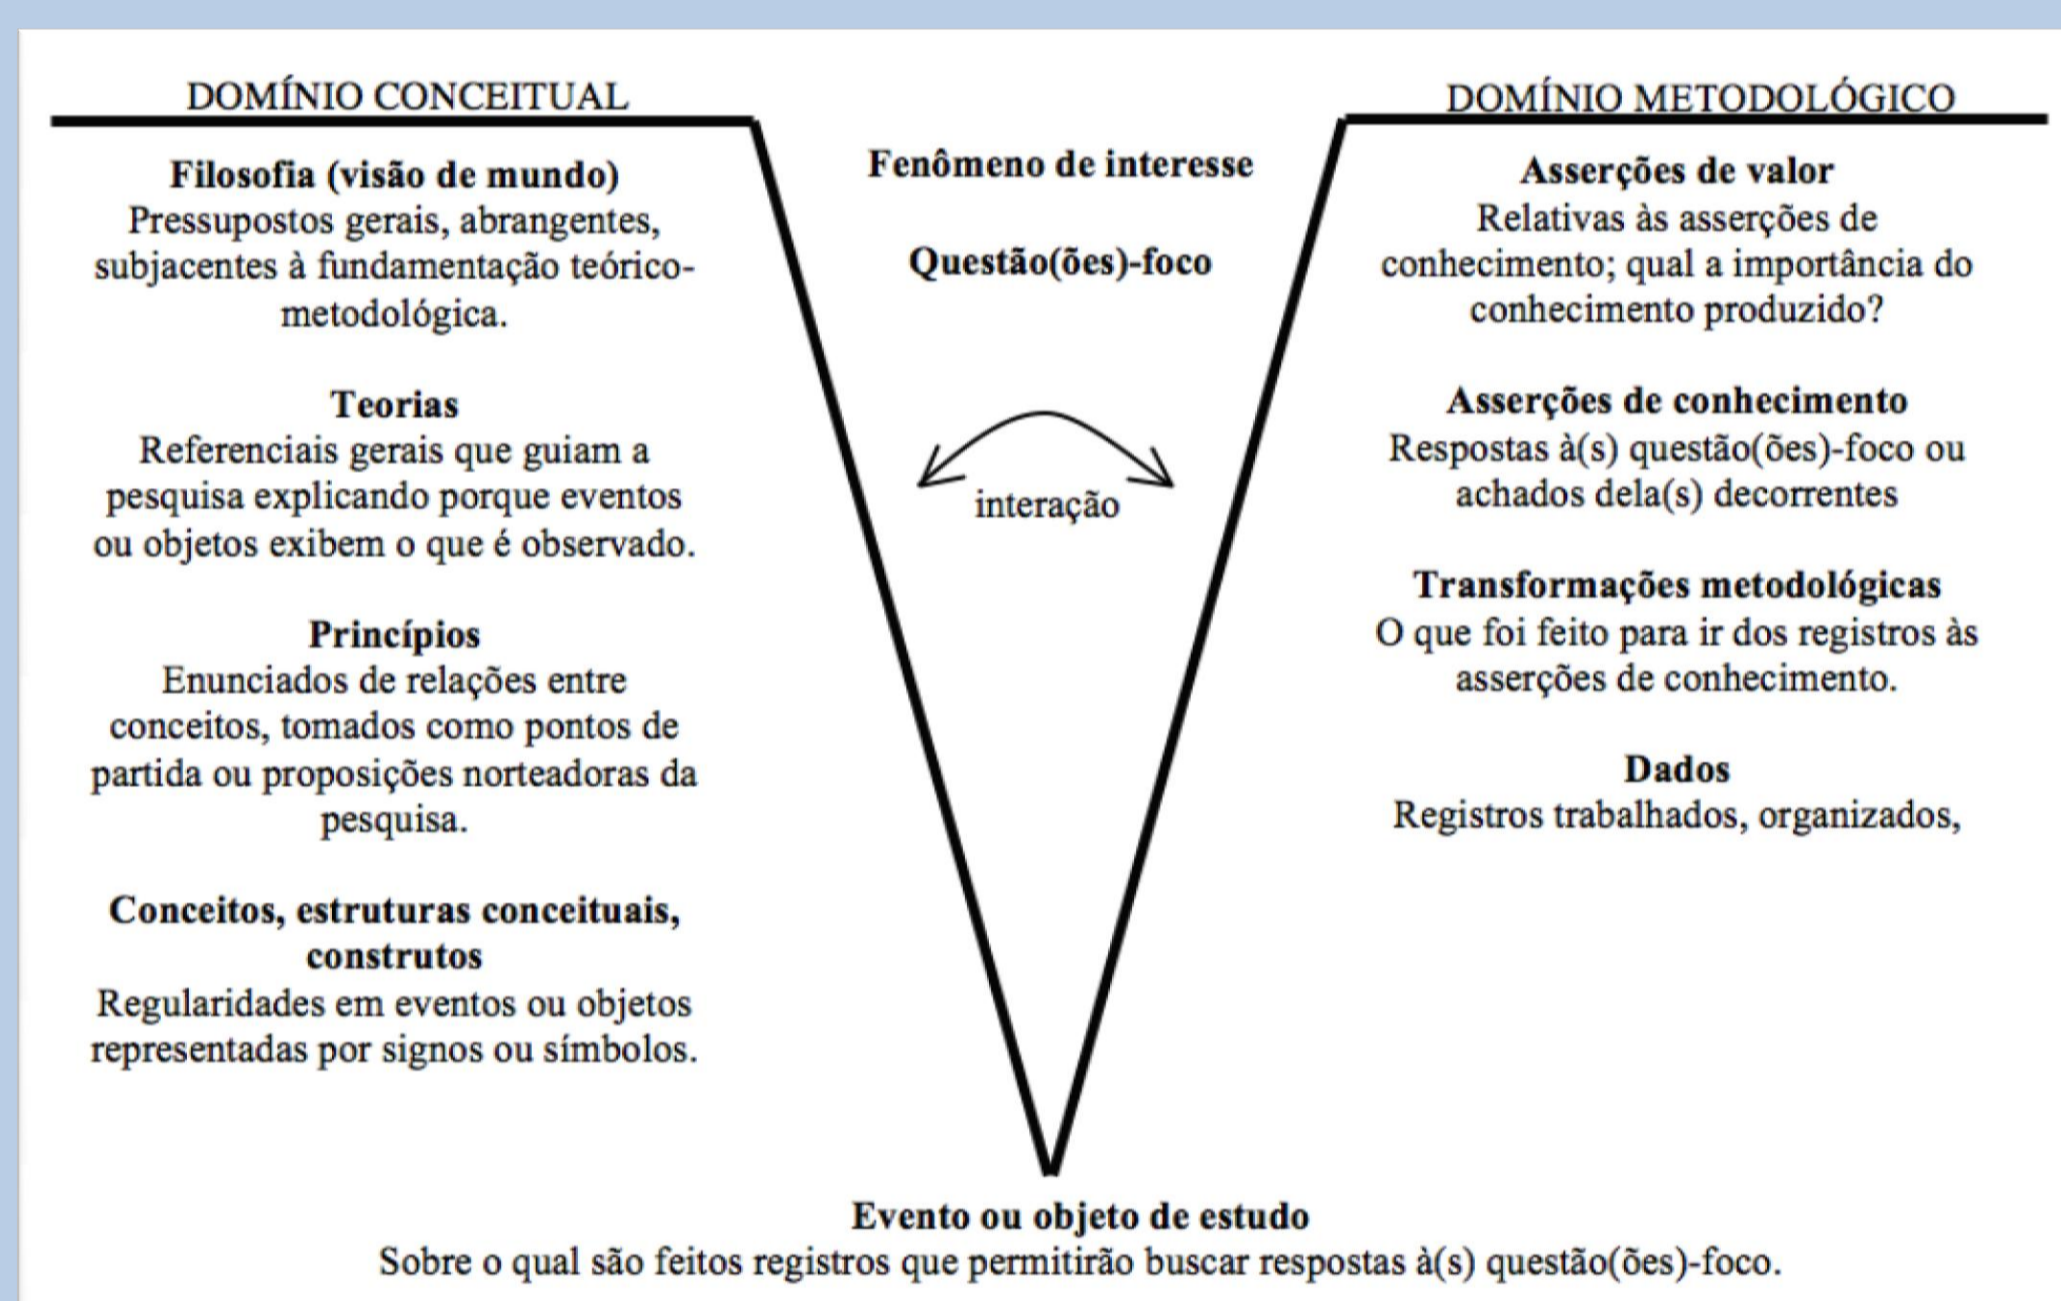 DOMÍNIO CONCEITUAL
Filosofia (visão de mundo)
Pressupostos gerais, abrangentes,
subjacentes à fundamentação teórico-
metodológica.
Teorias
Referenciais gerais que guiam a
pesquisa explicando porque eventos
ou objetos exibem o que é observado.
Princípios
Enunciados de relações entre
conceitos, tomados como pontos de
partida ou proposições norteadoras da
pesquisa.
Conceitos, estruturas conceituais,
construtos
Regularidades em eventos ou objetos
representadas por signos ou símbolos.
Fenômeno de interesse
Questão(ões)-foco
interação
DOMÍNIO METODOLÓGICO
Asserções de valor
Relativas às asserções de
conhecimento; qual a importância do
conhecimento produzido?
Asserções de conhecimento
Respostas à(s) questão(ões)-foco ou
achados dela(s) decorrentes
Transformações metodológicas
O que foi feito para ir dos registros às
asserções de conhecimento.
Dados
Registros trabalhados, organizados,
Evento ou objeto de estudo
Sobre o qual são feitos registros que permitirão buscar respostas à(s) questão(ões)-foco.